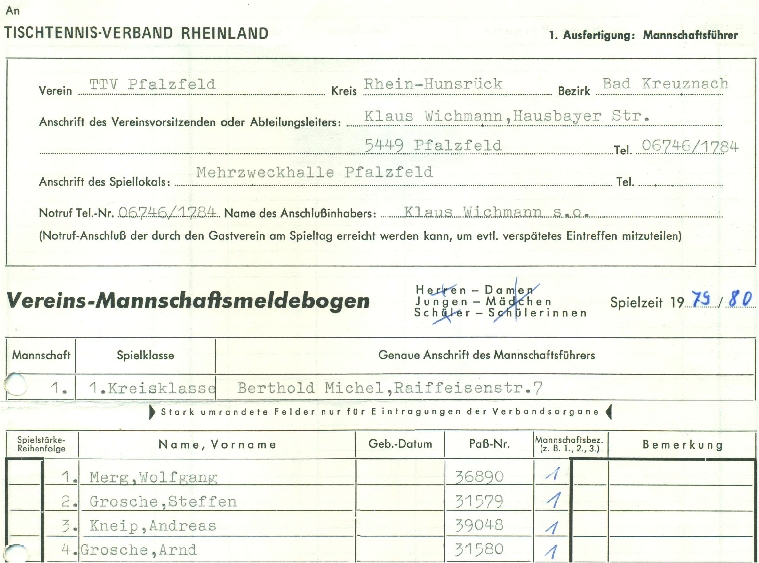 An
TISCHTENNIS-VERBAND RHEINLAND
1. Ausfertigung: Mannschaftsführer
Verein TTV Pfalzfeld Kreis Rhein-Hunsrück Bezirk Bad Kreuznach
Anschrift des Vereinsvorsitzenden oder Abteilungsleiters: Klaus Wichmann,Hausbayer Str.
5449 Pfalzfeld Tel. 06746/1784
Anschrift des Spiellokals: Mehrzweckhalle Pfalzfeld Tel.
Notruf Tel.-Nr. 06746/1784 Name des Anschlußinhabers: Klaus Wichmann s.o.
(Notruf-Anschluß der durch den Gastverein am Spieltag erreicht werden kann, um evtl. verspätetes Eintreffen mitzuteilen)
Vereins-Mannschaftsmeldebogen
Herren – Damen
Jungen – Mädchen
Schüler – Schülerinnen
Spielzeit 19 79 / 80
Mannschaft Spielklasse Genaue Anschrift des Mannschaftsführers
1. 1.Kreisklasse Berthold Michel,Raiffeisenstr.7
Stark umrandete Felder nur für Eintragungen der Verbandsorgane
Spielstärke-Reihenfolge Name, Vorname Geb.-Datum Paß-Nr. Mannschaftsbez. (z. B. 1., 2., 3.) Bemerkung
1. Merg,Wolfgang 36890 1
2. Grosche,Steffen 31579 1
3. Kneip,Andreas 39048 1
4. Grosche,Arnd 31580 1